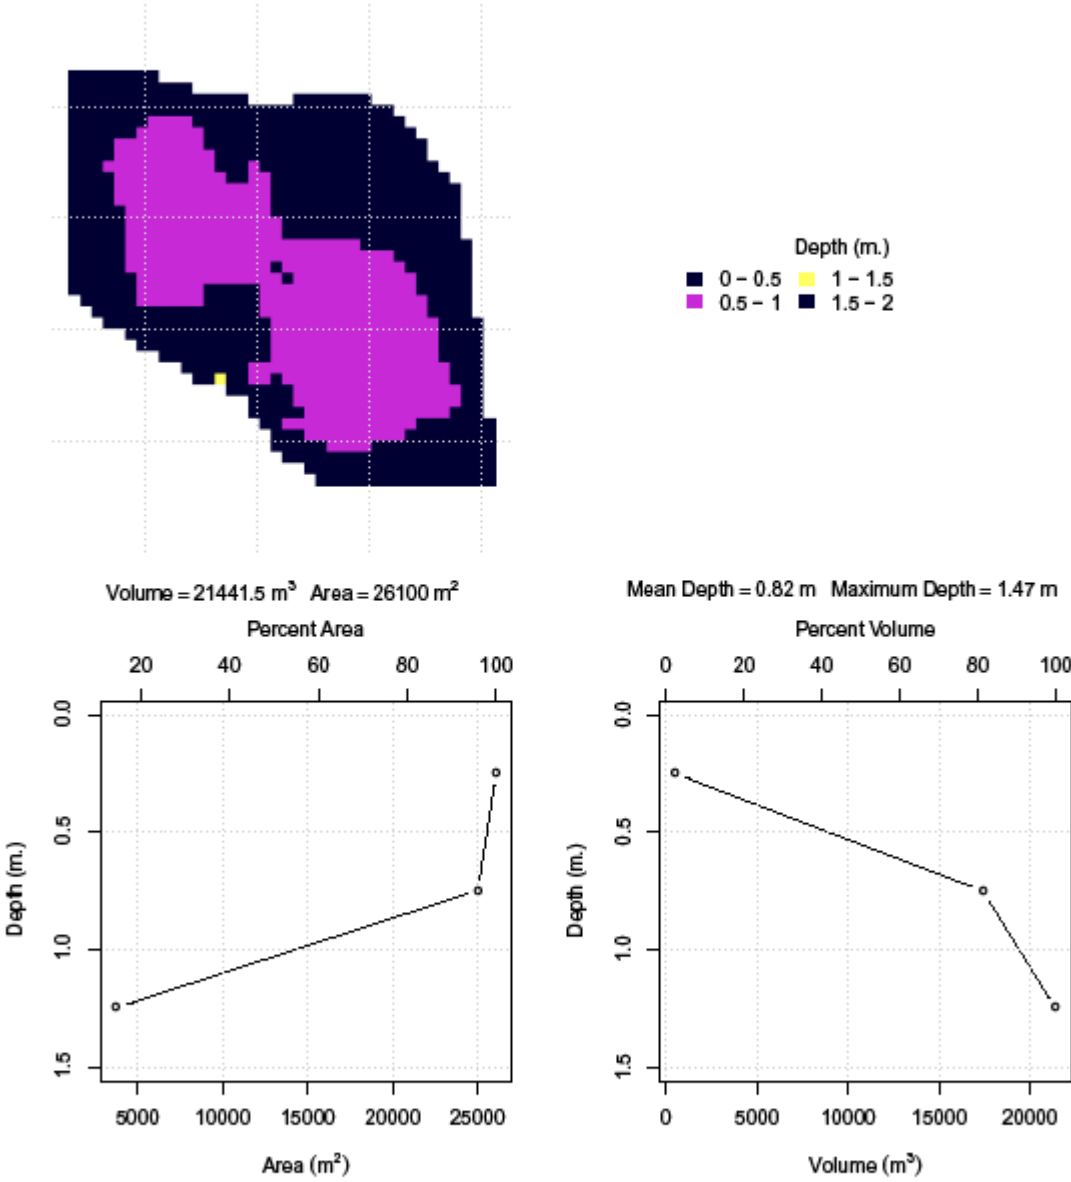 Depth (m.)
0 – 0.5 1 – 1.5
0.5 – 1 1.5 – 2
Volume = 21441.5 m³ Area = 26100 m²
Mean Depth = 0.82 m Maximum Depth = 1.47 m
Percent Area
20 40 60 80 100
0.0
0.5
1.0
1.5
Depth (m.)
5000 10000 15000 20000 25000
Area (m²)
Percent Volume
0 20 40 60 80 100
0.0
0.5
1.0
1.5
Depth (m.)
0 5000 10000 15000 20000
Volume (m³)